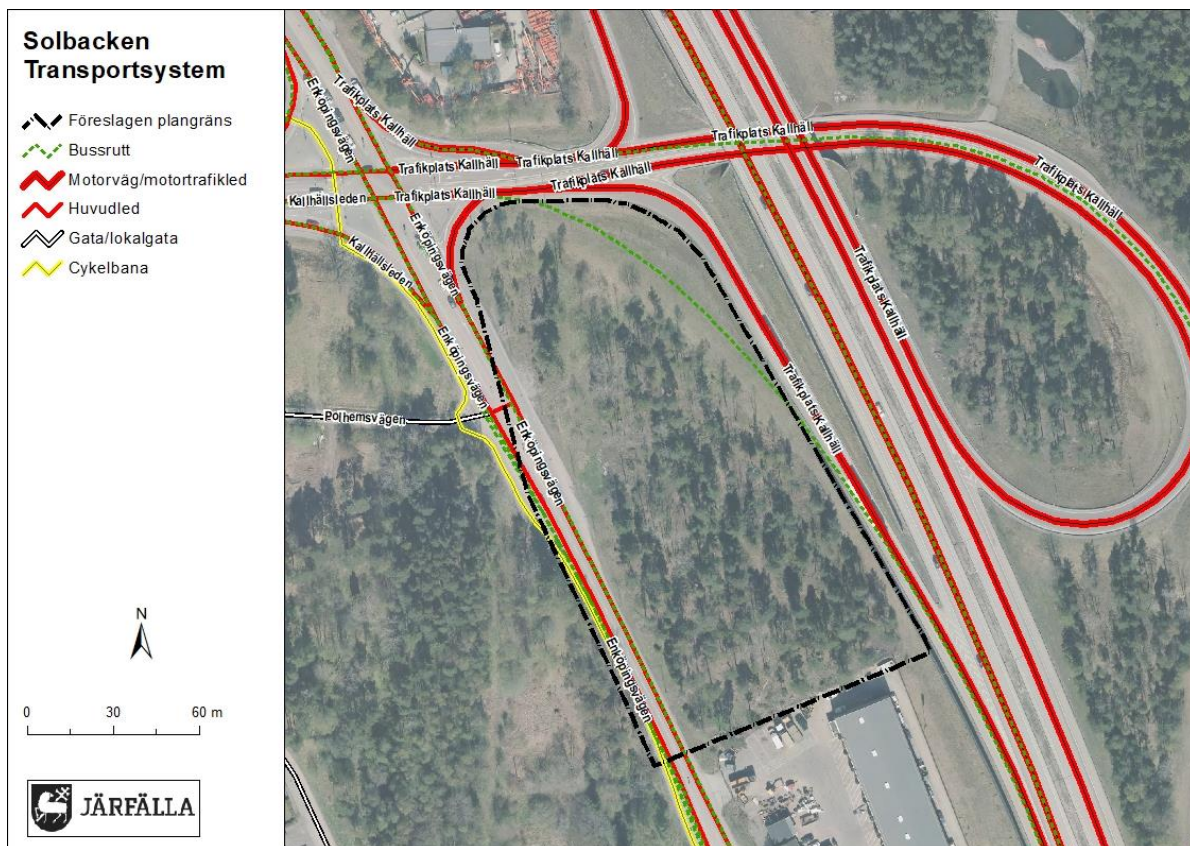 Solbacken
Transportsystem
Föreslagen plangräns
Bussrutt
Motorväg/motortrafikled
Huvudled
Gata/lokalgata
Cykelbana
N
0 30 60 m
JÄRFÄLLA
Enköpingsvägen
Trafikplats Kallhäll
Trafikplats Kallhäll
Trafikplats Kallhäll
Trafikplats Kallhäll
Trafikplats Kallhäll
Kallhällsleden
Trafikplats Kallhäll
Trafikplats Kallhäll
Kallhällsleden
Enköpingsvägen
Trafikplats Kallhäll
Enköpingsvägen
Trafikplats Kallhäll
Polhemsvägen
Enköpingsvägen
Enköpingsvägen